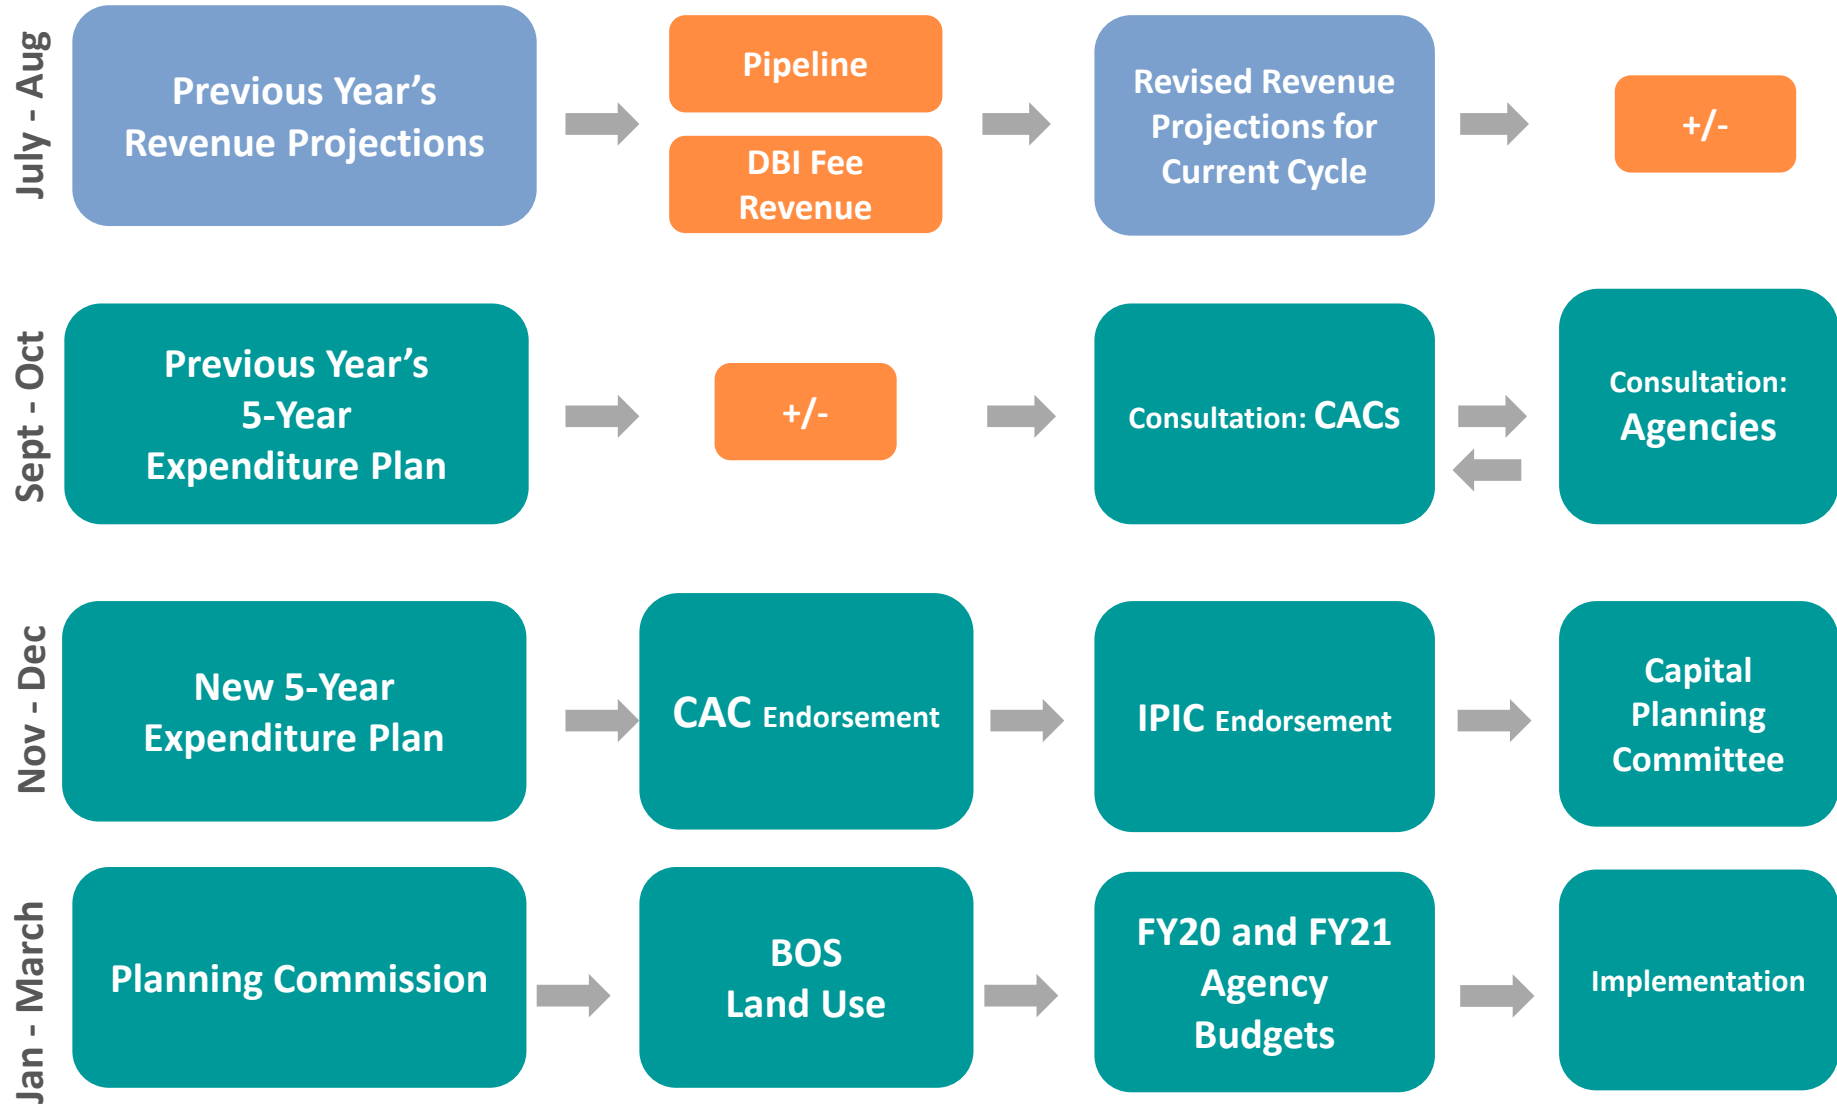 July - Aug
Previous Year’s
Revenue Projections
Pipeline
DBI Fee
Revenue
Revised Revenue
Projections for
Current Cycle
+/-
Sept - Oct
Previous Year’s
5-Year
Expenditure Plan
+/-
Consultation: CACs
Consultation:
Agencies
Nov - Dec
New 5-Year
Expenditure Plan
CAC Endorsement
IPIC Endorsement
Capital
Planning
Committee
Jan - March
Planning Commission
BOS
Land Use
FY20 and FY21
Agency
Budgets
Implementation